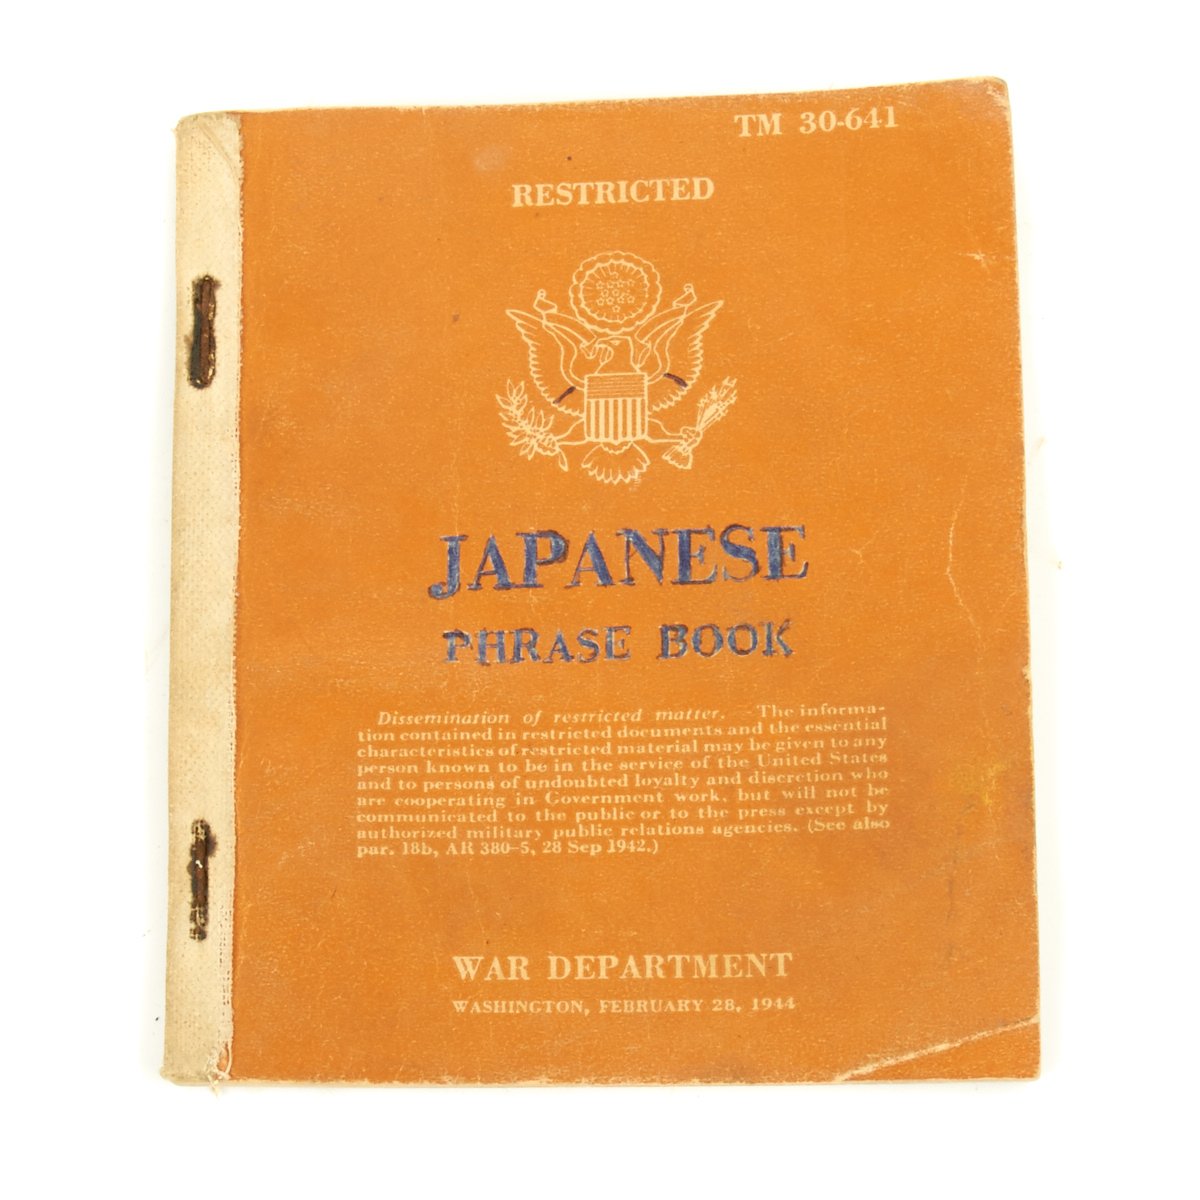 TM 30-641
RESTRICTED
JAPANESE
PHRASE BOOK
Dissemination of restricted matter. - The informa-
tion contained in restricted documents and the essential
characteristics of restricted material may be given to any
person known to be in the service of the United States
and to persons of undoubted loyalty and discretion who
are cooperating in Government work, but will not be
communicated to the public or to the press except by
authorized military public relations agencies. (See also
par. 18b, AR 380-5, 28 Sep 1942.)
WAR DEPARTMENT
WASHINGTON, FEBRUARY 28, 1944